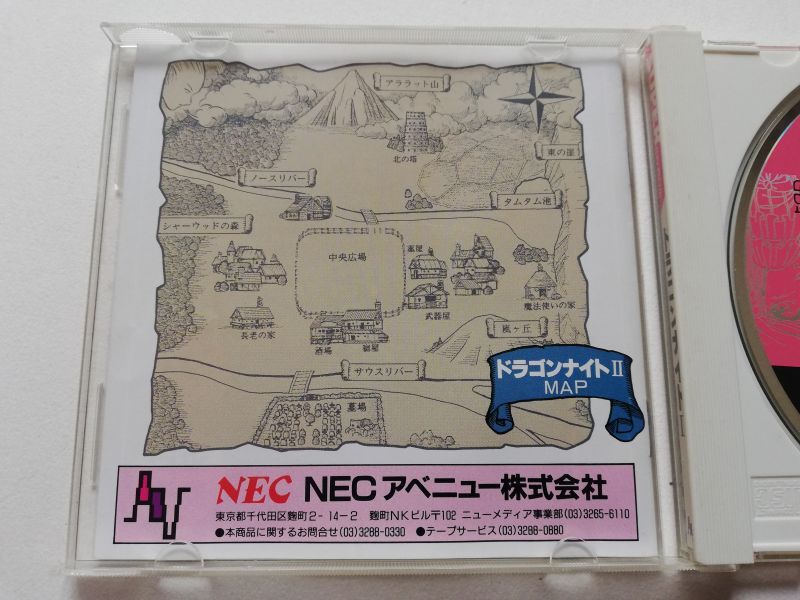 アララット山
北の塔
東の崖
ノースリバー
タムタム池
シャーウッドの森
中央広場
薬屋
武器屋
魔法使いの家
長老の家
嵐ヶ丘
酒場
宿屋
サウスリバー
墓場
ドラゴンナイトⅡ
MAP
NEC NECアベニュー株式会社
東京都千代田区麹町2-14-2 麹町NKビル〒102 ニューメディア事業部(03)3265-6110
●本商品に関するお問合せ(03)3288-0330 ●テープサービス(03)3288-0880